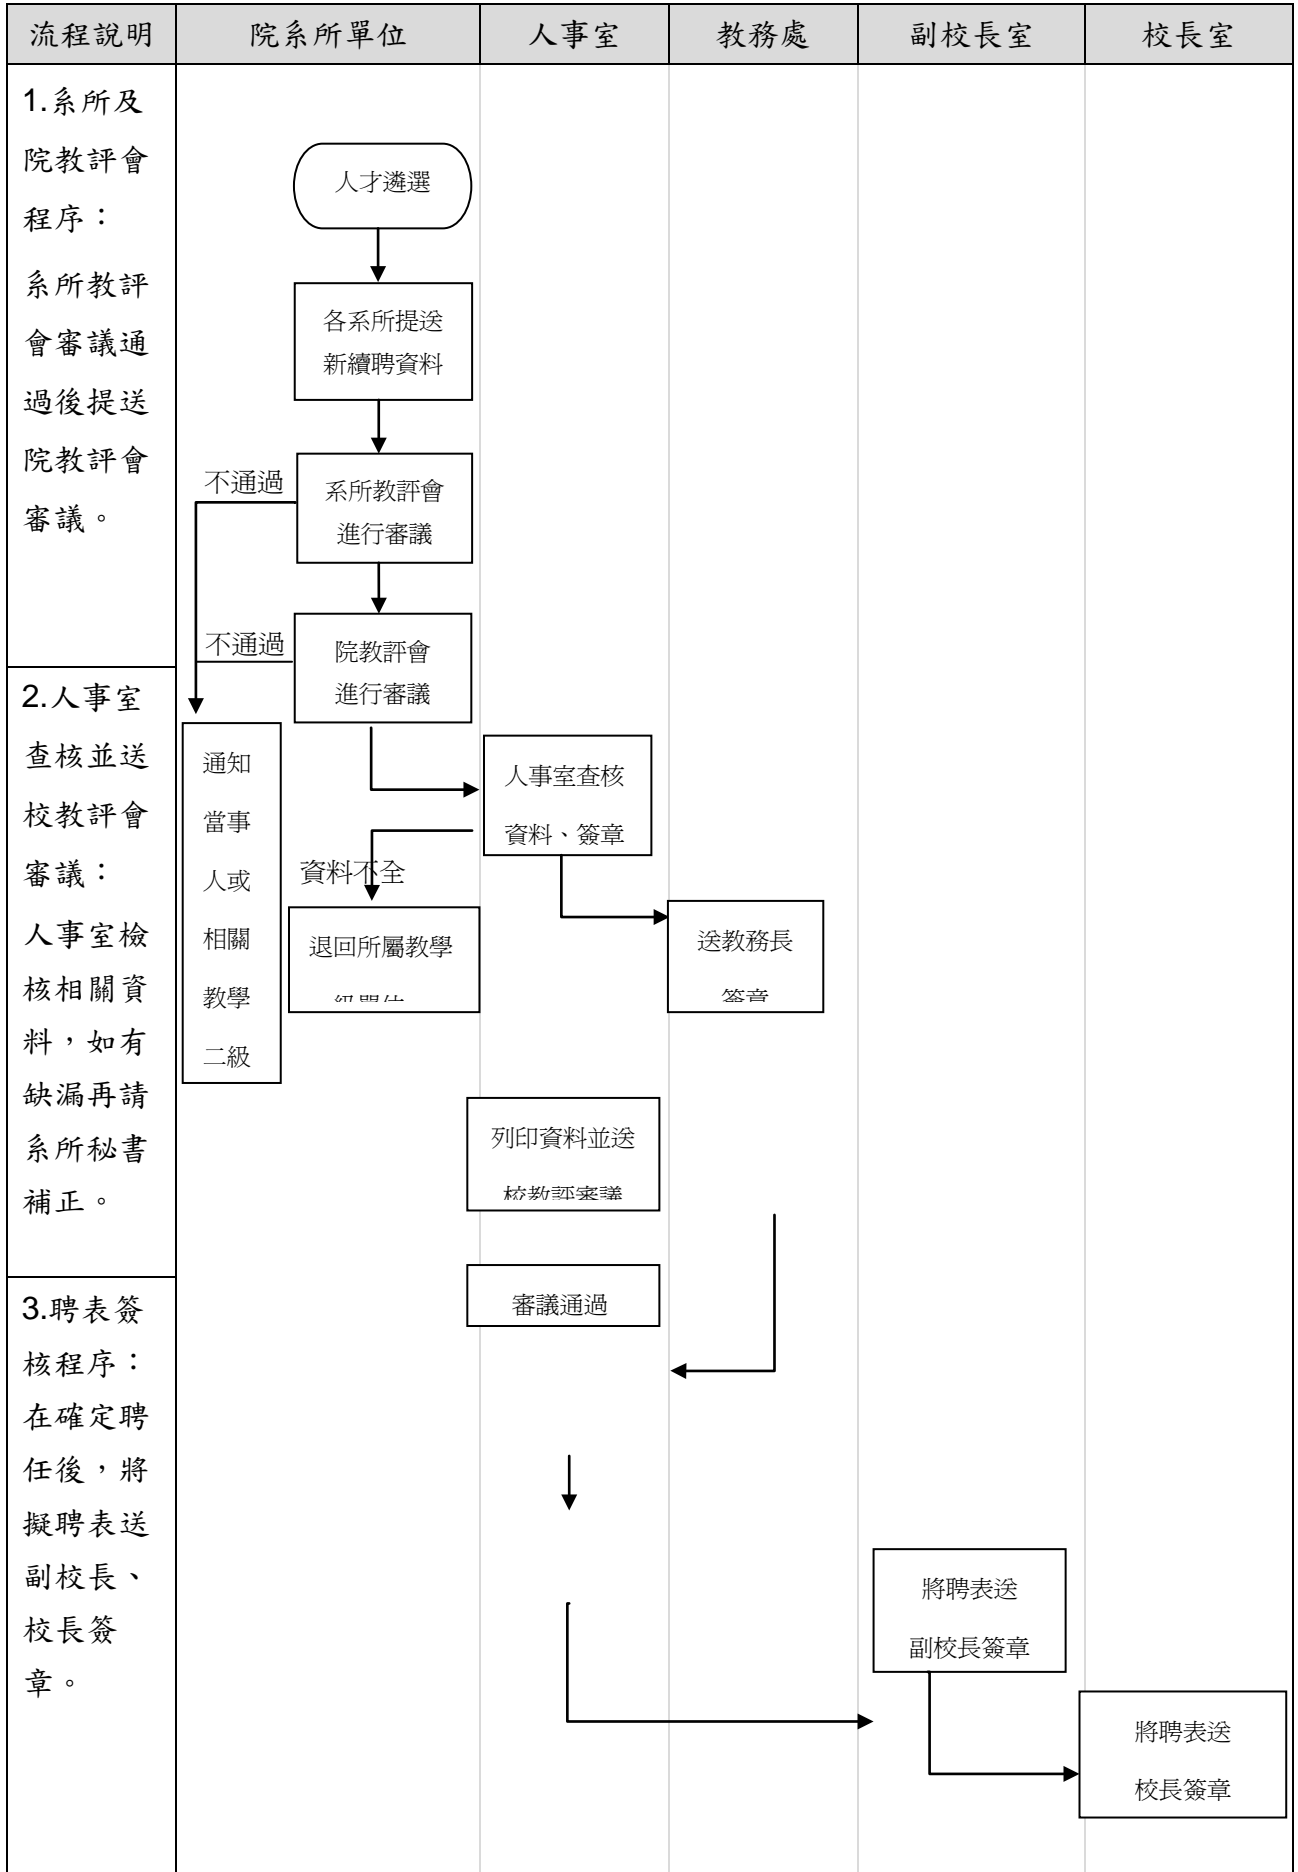 流程說明
院系所單位
人事室
教務處
副校長室
校長室
1.系所及
院教評會
程序：
系所教評
會審議通
過後提送
院教評會
審議。
人才遴選
各系所提送
新續聘資料
不通過
系所教評會
進行審議
不通過
院教評會
進行審議
2.人事室
查核並送
校教評會
審議：
人事室檢
核相關資
料，如有
缺漏再請
系所秘書
補正。
通知
當事
人或
相關
教學
二級
人事室查核
資料、簽章
資料不全
退回所屬教學
級單位
送教務長
簽章
列印資料並送
校教評審議
審議通過
3.聘表簽
核程序：
在確定聘
任後，將
擬聘表送
副校長、
校長簽
章。
將聘表送
副校長簽章
將聘表送
校長簽章